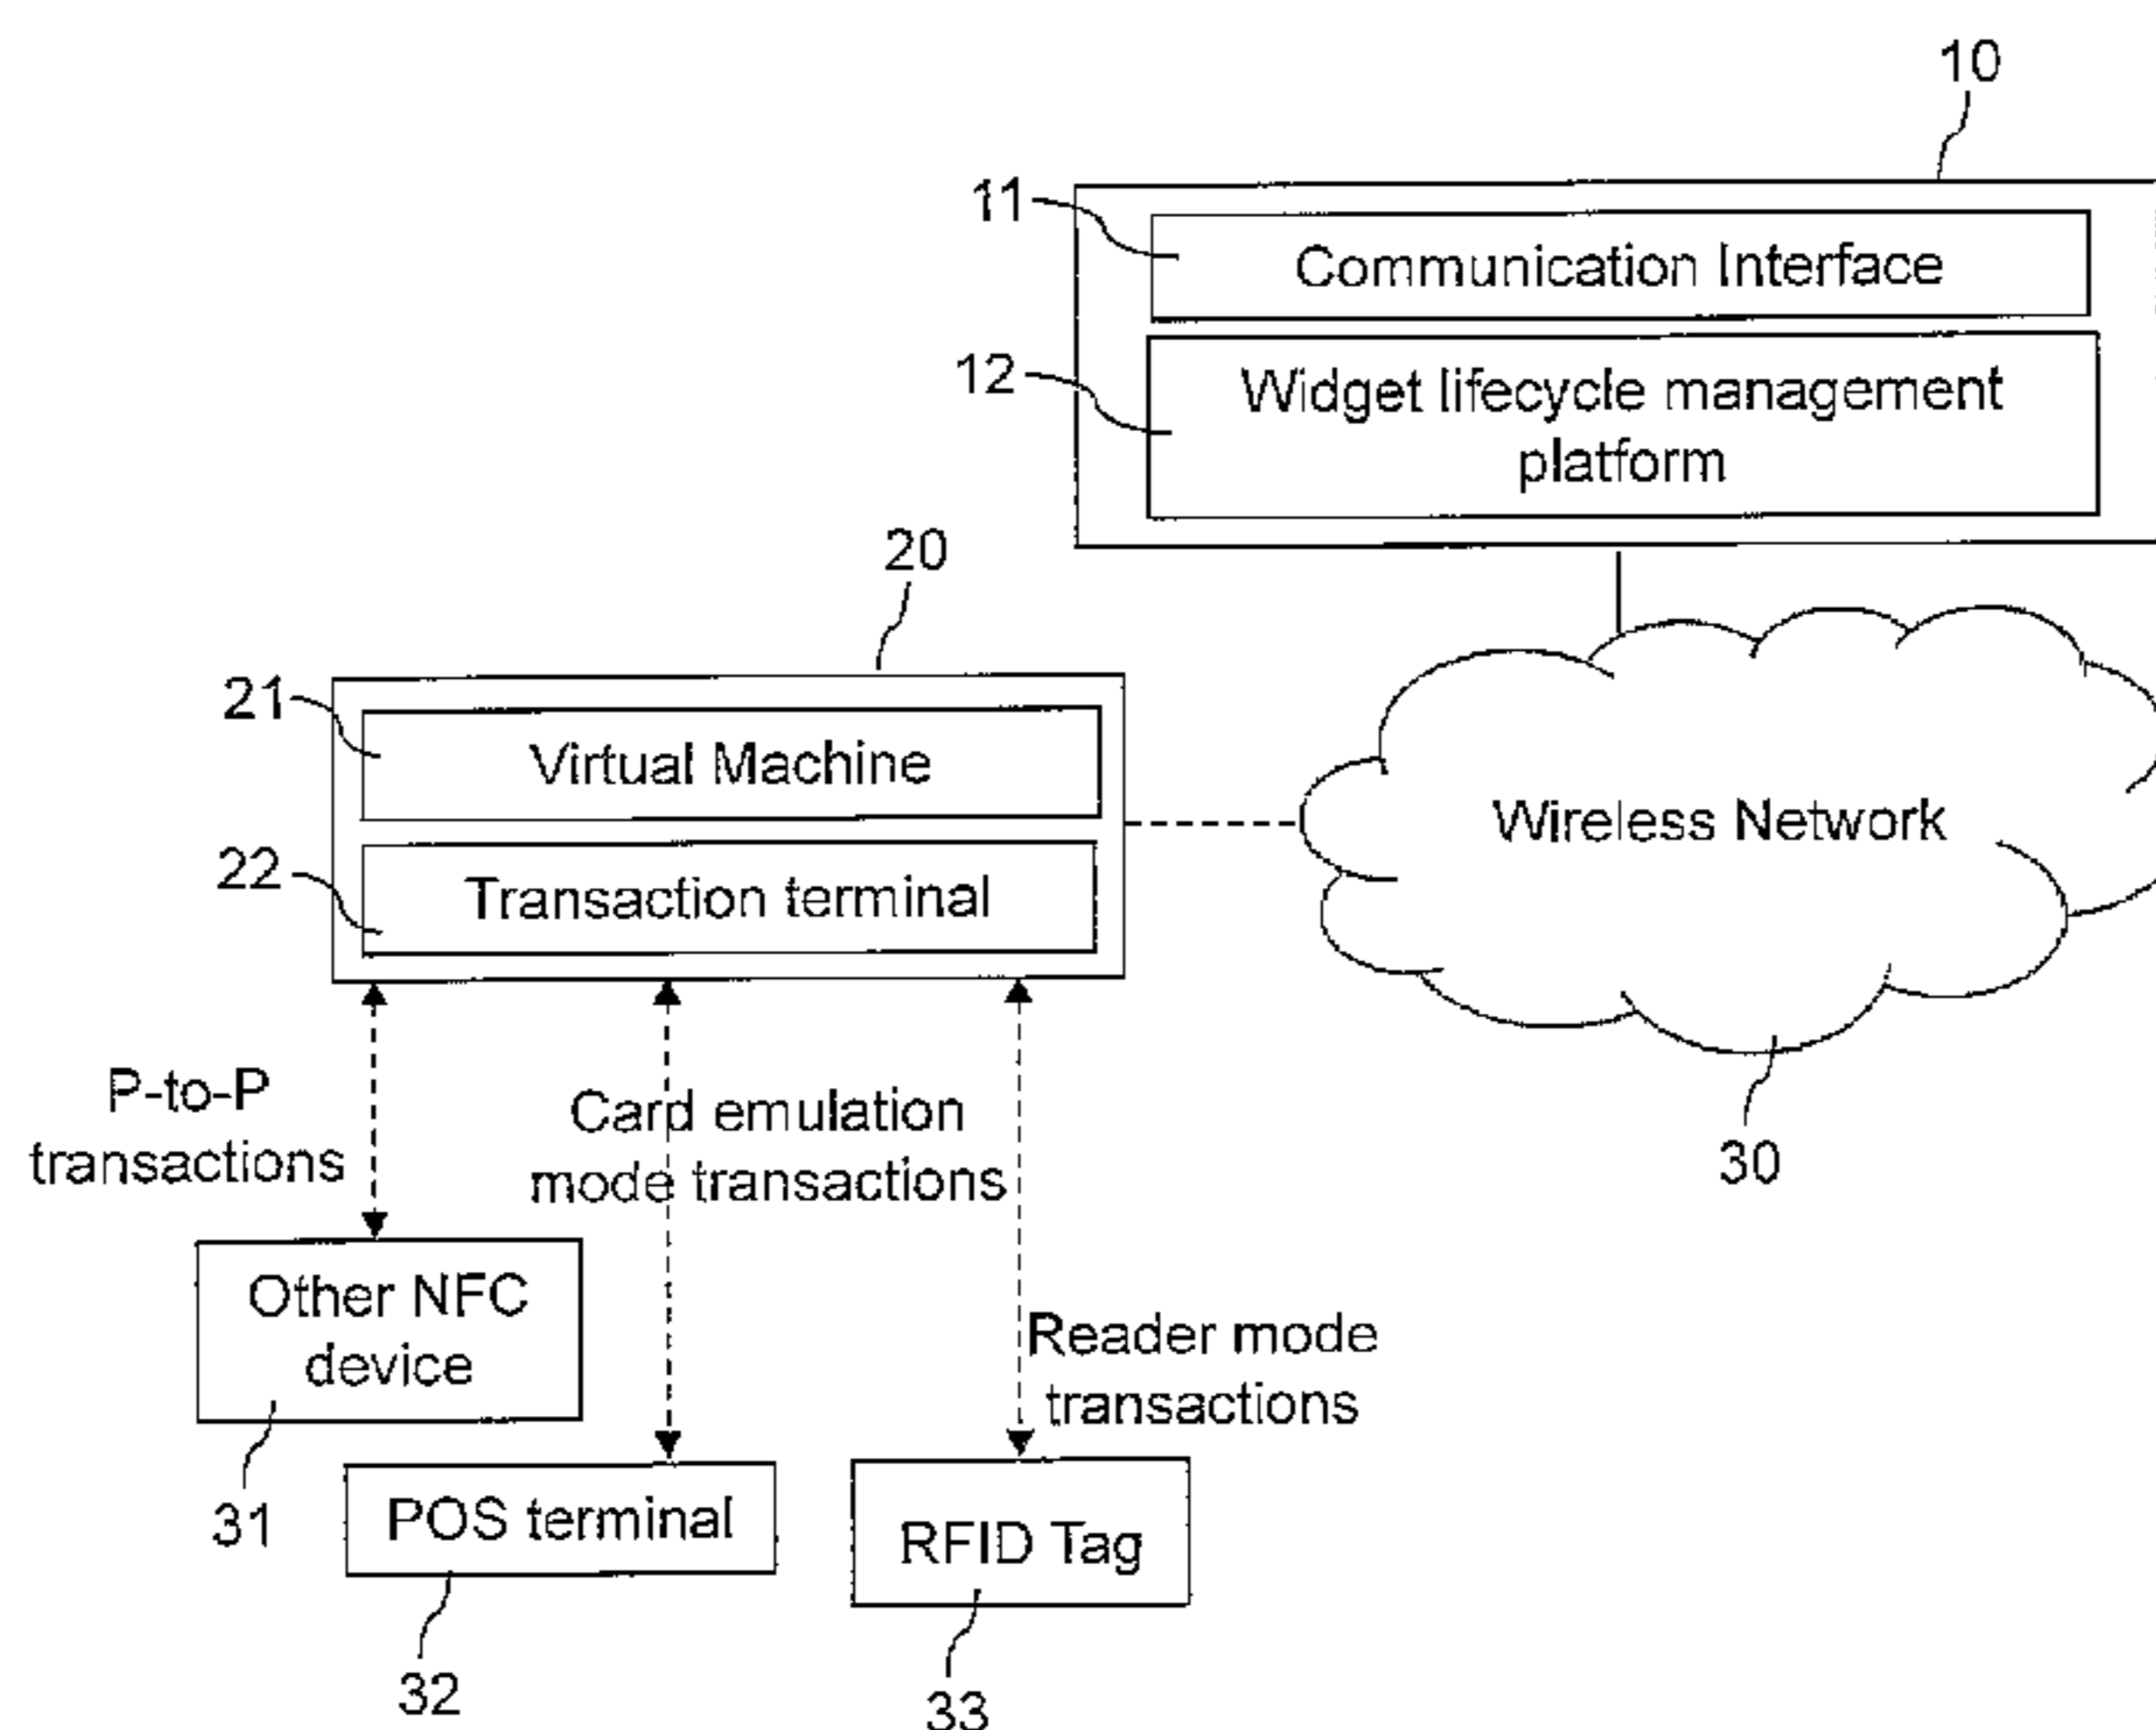 10
11
Communication Interface
12
Widget lifecycle management
platform
20
21
Virtual Machine
22
Transaction terminal
Wireless Network
30
P-to-P
transactions
Card emulation
mode transactions
Other NFC
device
31
Reader mode
transactions
POS terminal
32
RFID Tag
33